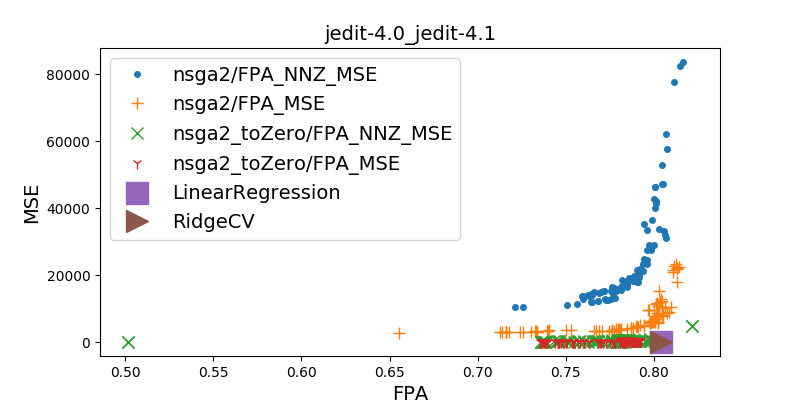 jedit-4.0_jedit-4.1
80000
60000
40000
20000
0
MSE
nsga2/FPA_NNZ_MSE
nsga2/FPA_MSE
nsga2_toZero/FPA_NNZ_MSE
nsga2_toZero/FPA_MSE
LinearRegression
RidgeCV
0.50 0.55 0.60 0.65 0.70 0.75 0.80
FPA